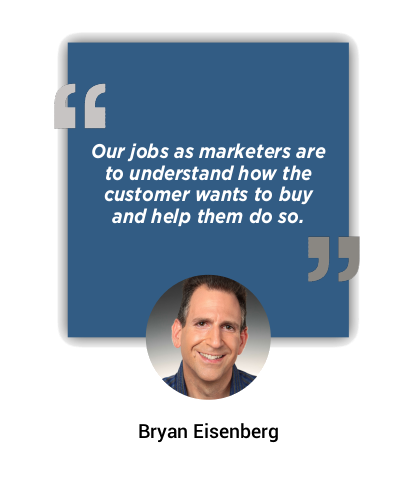 “
Our jobs as marketers are
to understand how the
customer wants to buy
and help them do so.
”
Bryan Eisenberg